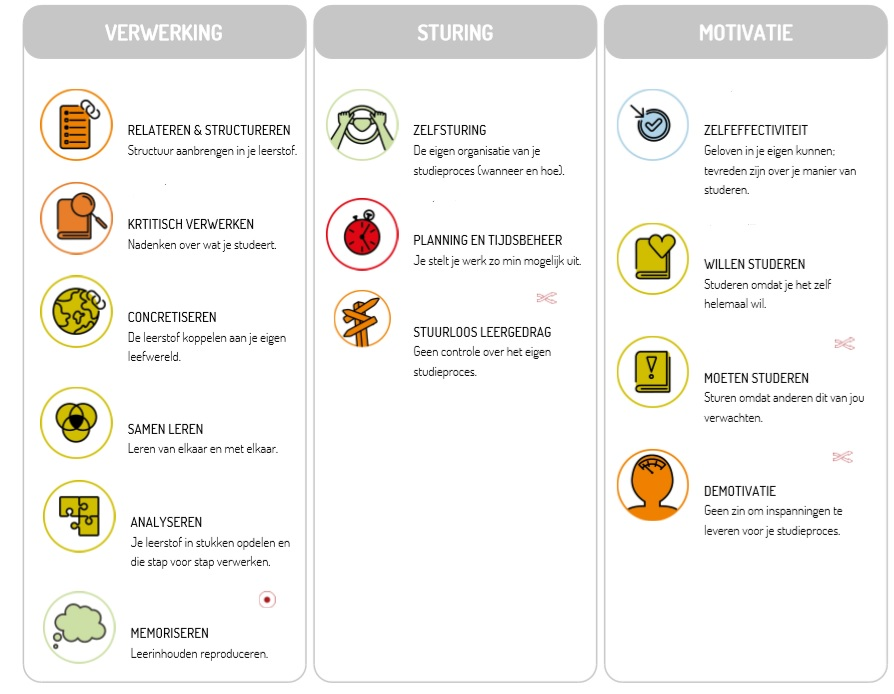 VERWERKING
RELATEREN & STRUCTUREREN
Structuur aanbrengen in je leerstof.
KRTITISCH VERWERKEN
Nadenken over wat je studeert.
CONCRETISEREN
De leerstof koppelen aan je eigen
leefwereld.
SAMEN LEREN
Leren van elkaar en met elkaar.
ANALYSEREN
Je leerstof in stukken opdelen en
die stap voor stap verwerken.
MEMORISEREN
Leerinhouden reproduceren.
STURING
ZELFSTURING
De eigen organisatie van je
studieproces (wanneer en hoe).
PLANNING EN TIJDSBEHEER
Je stelt je werk zo min mogelijk uit.
STUURLOOS LEERGEDRAG
Geen controle over het eigen
studieproces.
MOTIVATIE
ZELFEFFECTIVITEIT
Geloven in je eigen kunnen;
tevreden zijn over je manier van
studeren.
WILLEN STUDEREN
Studeren omdat je het zelf
helemaal wil.
MOETEN STUDEREN
Sturen omdat anderen dit van jou
verwachten.
DEMOTIVATIE
Geen zin om inspanningen te
leveren voor je studieproces.